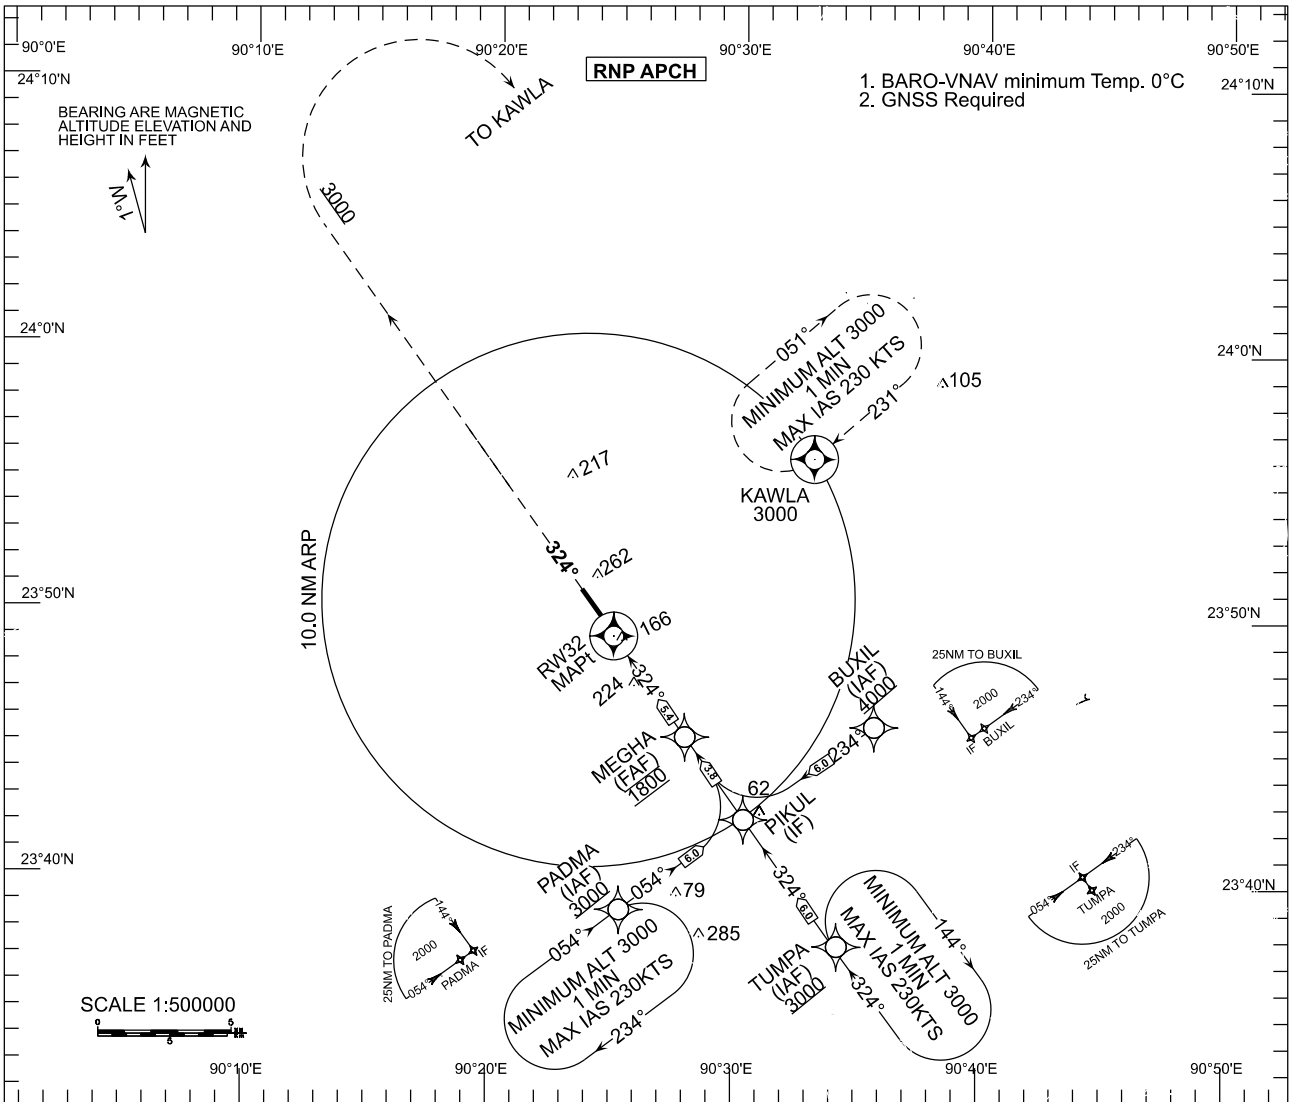 90°0'E
90°10'E
90°20'E
90°30'E
90°40'E
90°50'E
24°10'N
24°10'N
RNP APCH
1. BARO-VNAV minimum Temp. 0°C
2. GNSS Required
BEARING ARE MAGNETIC
ALTITUDE ELEVATION AND
HEIGHT IN FEET
1°W
TO KAWLA
3000
24°0'N
24°0'N
051°
MINIMUM ALT 3000
1 MIN
MAX IAS 230 KTS
231°
105
217
KAWLA
3000
10.0 NM ARP
324°
262
23°50'N
23°50'N
166
RW32
MAPt
224
324°
5.4
BUXIL
(IAF)
4000
234°
6.0
25NM TO BUXIL
144°
2000
234°
IF
BUXIL
MEGHA
(FAF)
1800
3.8
62
PIKUL
(IF)
23°40'N
23°40'N
PADMA
(IAF)
3000
054°
6.0
79
285
324°
6.0
TUMPA
(IAF)
3000
054°
MINIMUM ALT 3000
1 MIN
MAX IAS 230KTS
234°
144°
MINIMUM ALT 3000
1 MIN
MAX IAS 230KTS
324°
25NM TO PADMA
144°
2000
054°
PADMA
IF
IF
234°
054°
TUMPA
2000
25NM TO TUMPA
SCALE 1:500000
0
5
5
90°10'E
90°20'E
90°30'E
90°40'E
90°50'E